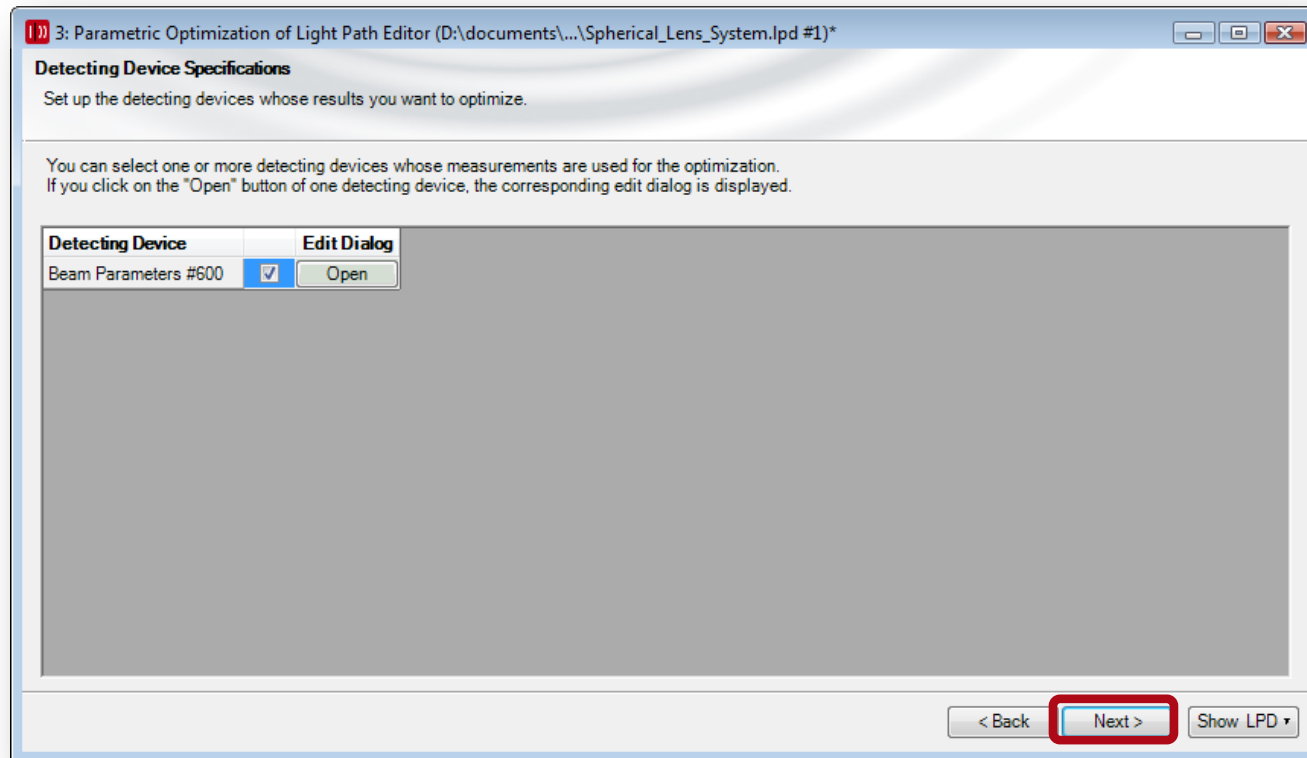 3: Parametric Optimization of Light Path Editor (D:\documents\...\Spherical_Lens_System.lpd #1)*
Detecting Device Specifications
Set up the detecting devices whose results you want to optimize.
You can select one or more detecting devices whose measurements are used for the optimization.
If you click on the "Open" button of one detecting device, the corresponding edit dialog is displayed.
Detecting Device Edit Dialog
Beam Parameters #600 Open
< Back Next > Show LPD